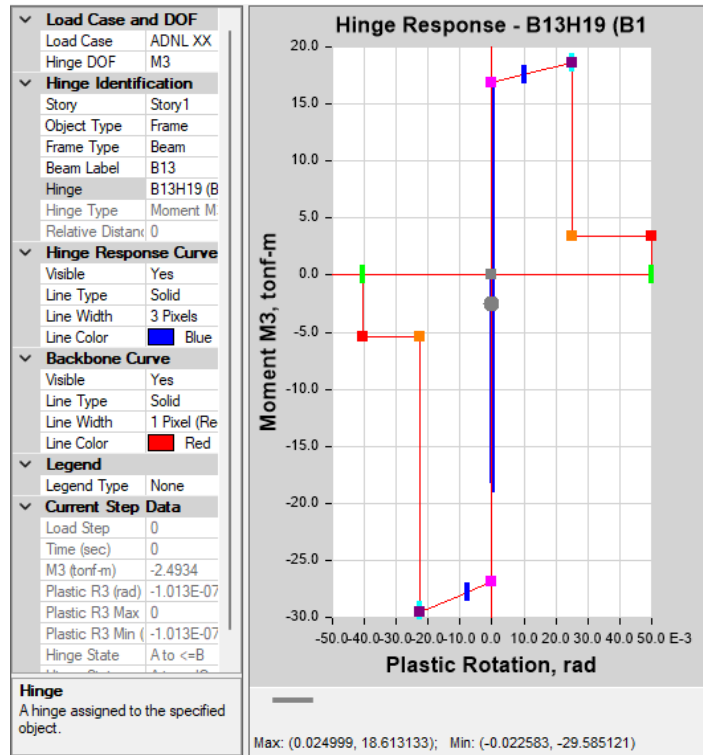 Load Case and DOF
Load Case ADNL XX
Hinge DOF M3
Hinge Identification
Story Story1
Object Type Frame
Frame Type Beam
Beam Label B13
Hinge B13H19 (B
Hinge Type Moment M
Relative Distanc 0
Hinge Response Curve
Visible Yes
Line Type Solid
Line Width 3 Pixels
Line Color Blue
Backbone Curve
Visible Yes
Line Type Solid
Line Width 1 Pixel (Re
Line Color Red
Legend
Legend Type None
Current Step Data
Load Step 0
Time (sec) 0
M3 (tonf-m) -2.4934
Plastic R3 (rad) -1.013E-07
Plastic R3 Max 0
Plastic R3 Min ( -1.013E-07
Hinge State A to <=B
Hinge
A hinge assigned to the specified
object.
Hinge Response - B13H19 (B1
20.0
15.0
10.0
5.0
0.0
-5.0
-10.0
-15.0
-20.0
-25.0
-30.0
Moment M3, tonf-m
-50.0 -40.0 -30.0 -20.0 -10.0 0.0 10.0 20.0 30.0 40.0 50.0 E-3
Plastic Rotation, rad
Max: (0.024999, 18.613133); Min: (-0.022583, -29.585121)